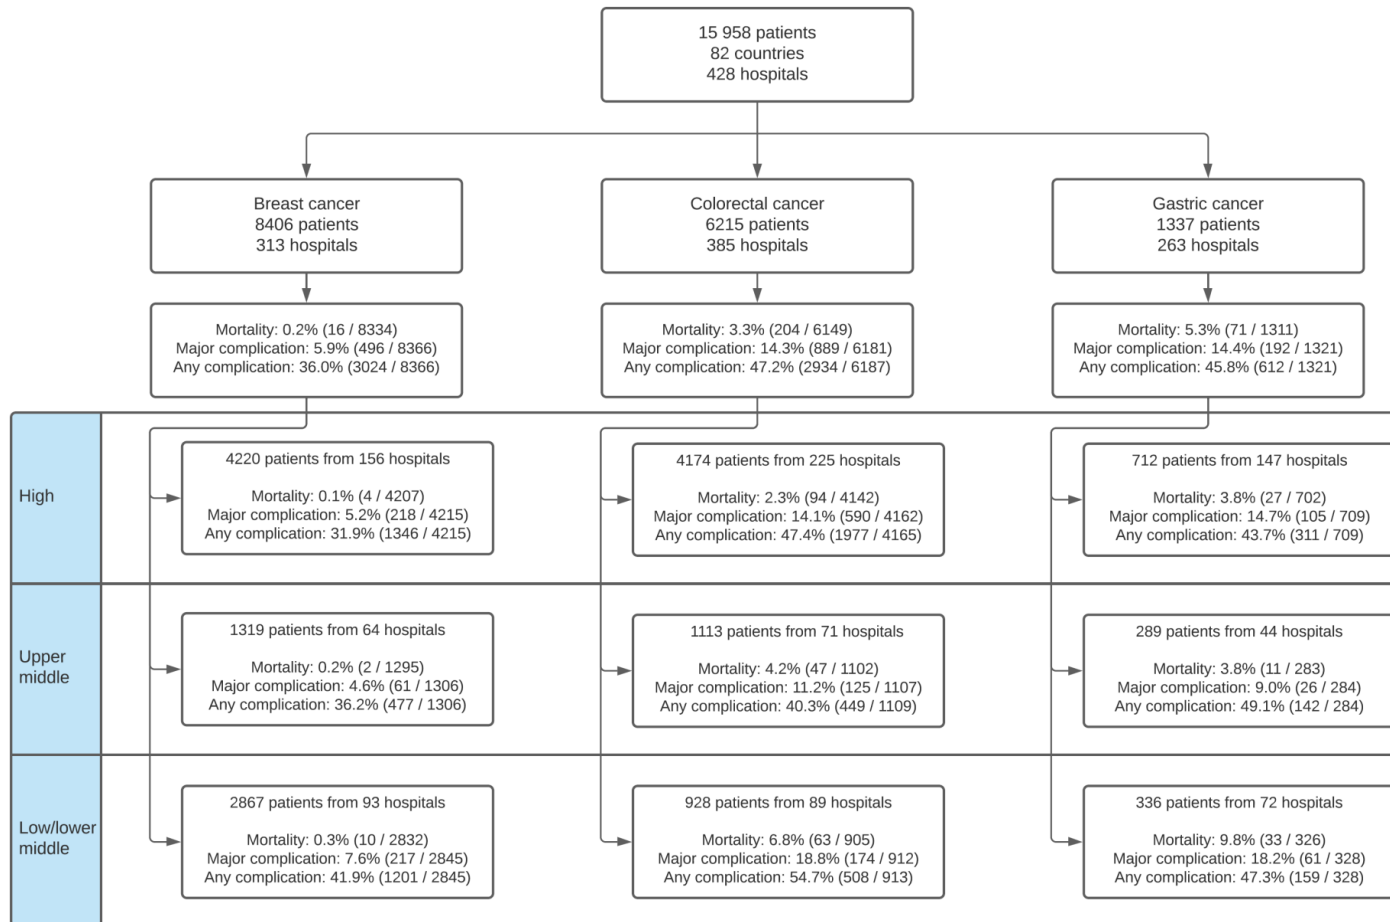 15 958 patients
82 countries
428 hospitals
Breast cancer
8406 patients
313 hospitals
Colorectal cancer
6215 patients
385 hospitals
Gastric cancer
1337 patients
263 hospitals
Mortality: 0.2% (16 / 8334)
Major complication: 5.9% (496 / 8366)
Any complication: 36.0% (3024 / 8366)
Mortality: 3.3% (204 / 6149)
Major complication: 14.3% (889 / 6181)
Any complication: 47.2% (2934 / 6187)
Mortality: 5.3% (71 / 1311)
Major complication: 14.4% (192 / 1321)
Any complication: 45.8% (612 / 1321)
High
4220 patients from 156 hospitals
Mortality: 0.1% (4 / 4207)
Major complication: 5.2% (218 / 4215)
Any complication: 31.9% (1346 / 4215)
4174 patients from 225 hospitals
Mortality: 2.3% (94 / 4142)
Major complication: 14.1% (590 / 4162)
Any complication: 47.4% (1977 / 4165)
712 patients from 147 hospitals
Mortality: 3.8% (27 / 702)
Major complication: 14.7% (105 / 709)
Any complication: 43.7% (311 / 709)
Upper
middle
1319 patients from 64 hospitals
Mortality: 0.2% (2 / 1295)
Major complication: 4.6% (61 / 1306)
Any complication: 36.2% (477 / 1306)
1113 patients from 71 hospitals
Mortality: 4.2% (47 / 1102)
Major complication: 11.2% (125 / 1107)
Any complication: 40.3% (449 / 1109)
289 patients from 44 hospitals
Mortality: 3.8% (11 / 283)
Major complication: 9.0% (26 / 284)
Any complication: 49.1% (142 / 284)
Low/lower
middle
2867 patients from 93 hospitals
Mortality: 0.3% (10 / 2832)
Major complication: 7.6% (217 / 2845)
Any complication: 41.9% (1201 / 2845)
928 patients from 89 hospitals
Mortality: 6.8% (63 / 905)
Major complication: 18.8% (174 / 912)
Any complication: 54.7% (508 / 913)
336 patients from 72 hospitals
Mortality: 9.8% (33 / 326)
Major complication: 18.2% (61 / 328)
Any complication: 47.3% (159 / 328)